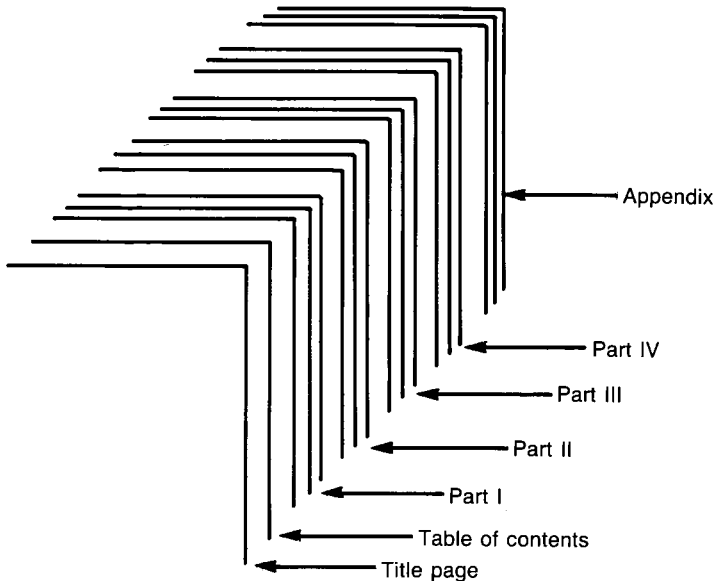 Appendix
Part IV
Part III
Part II
Part I
Table of contents
Title page